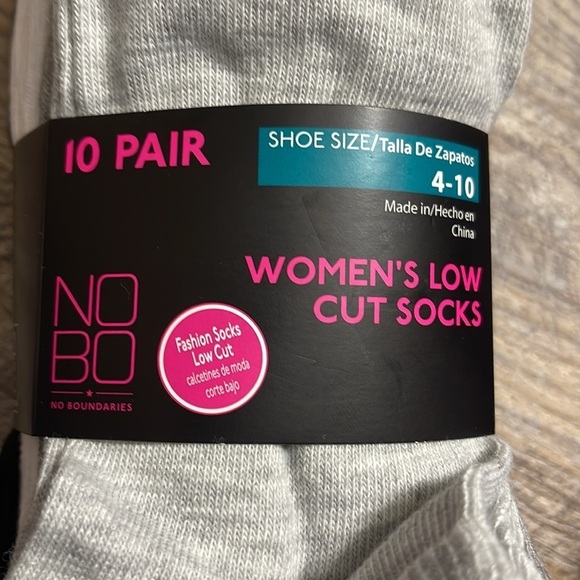 10 PAIR
SHOE SIZE/Talla De Zapatos
4-10
Made in/Hecho en
China
WOMEN'S LOW
CUT SOCKS
NO
BO
NO BOUNDARIES
Fashion Socks
Low Cut
calcetines de moda
corte bajo